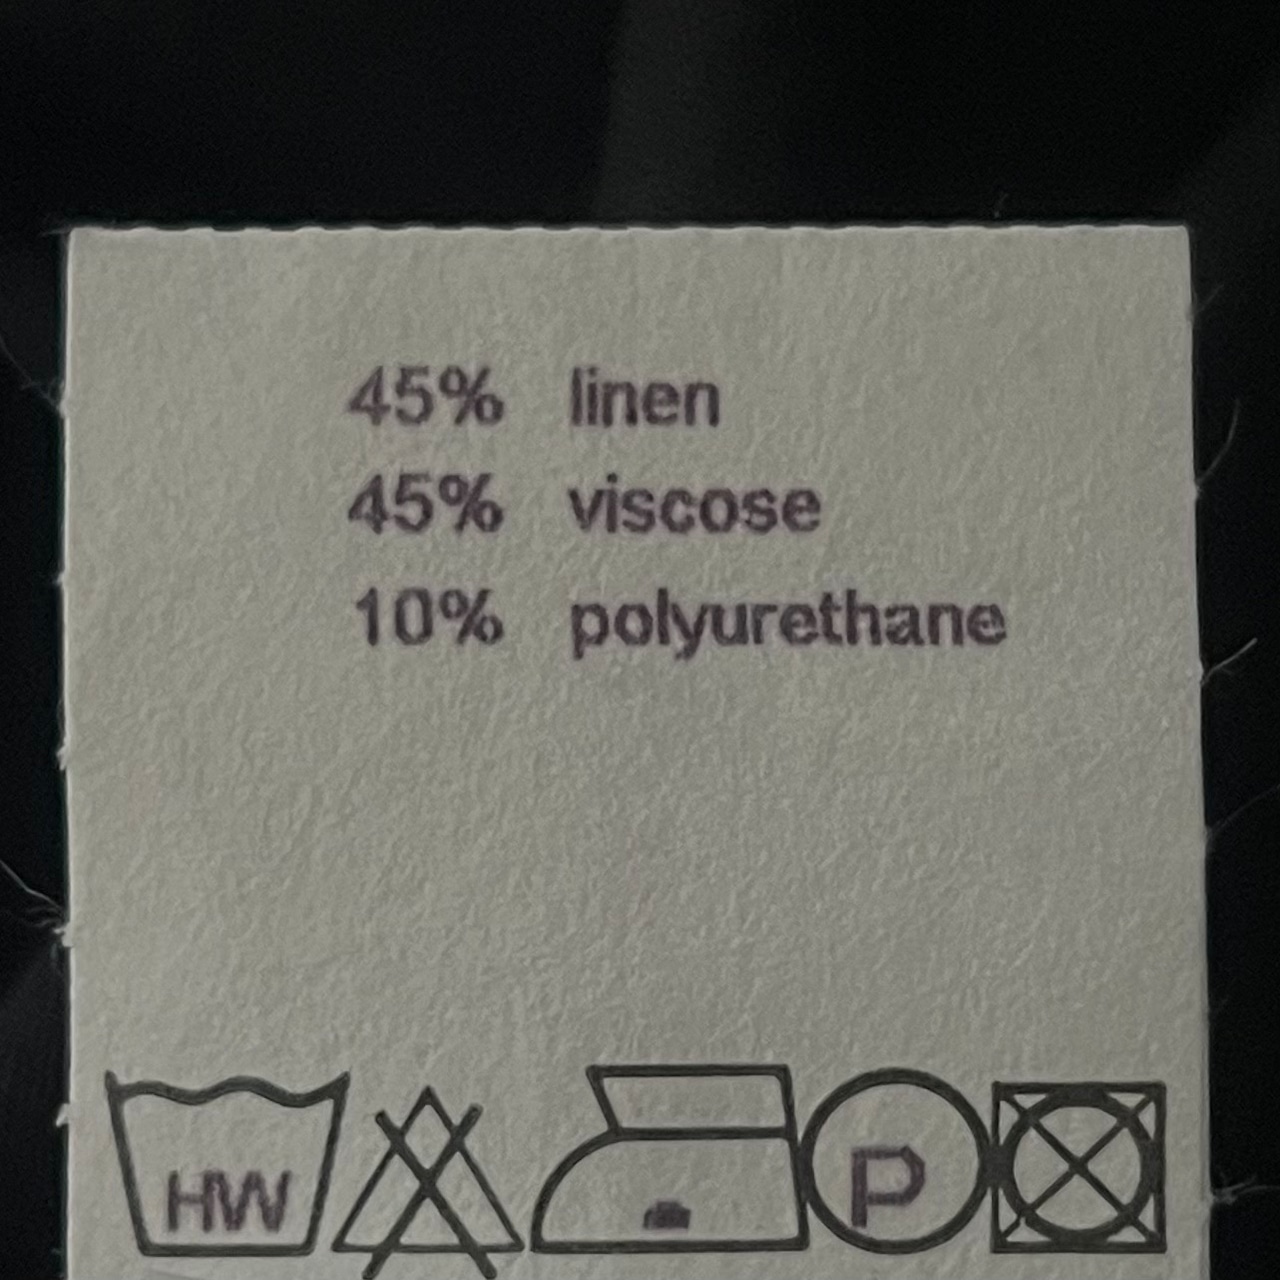 45% linen
45% viscose
10% polyurethane
HW P